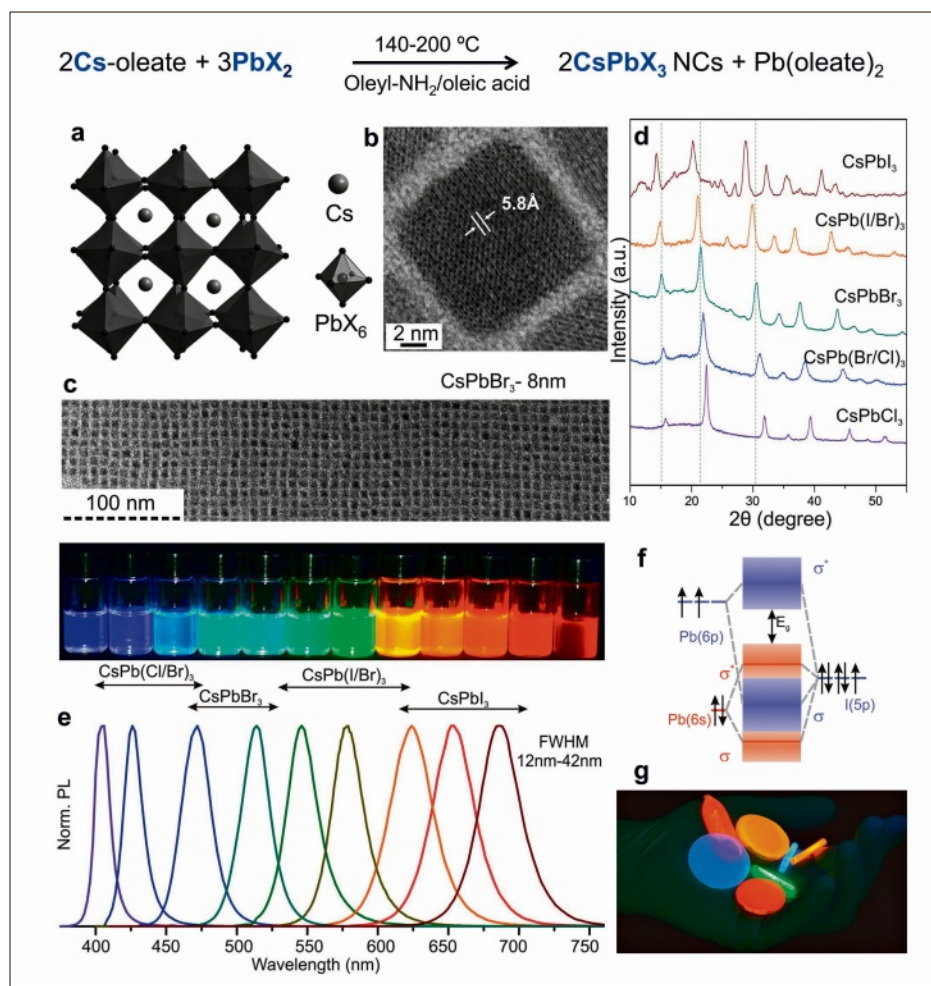 140-200 ºC
2Cs-oleate + 3PbX₂
2CsPbX₃ NCs + Pb(oleate)₂
Oleyl-NH₂/oleic acid
a
Cs
PbX₆
b
5.8Å
2 nm
c
CsPbBr₃- 8nm
100 nm
d
CsPbI₃
CsPb(I/Br)₃
CsPbBr₃
CsPb(Br/Cl)₃
CsPbCl₃
Intensity (a.u.)
10 20 30 40 50
2θ (degree)
CsPb(Cl/Br)₃
CsPb(I/Br)₃
CsPbBr₃
CsPbI₃
e
FWHM
12nm-42nm
Norm. PL
400 450 500 550 600 650 700 750
Wavelength (nm)
f
σ*
Pb(6p)
E₉
σ*
Pb(6s)
σ
I(5p)
σ
g